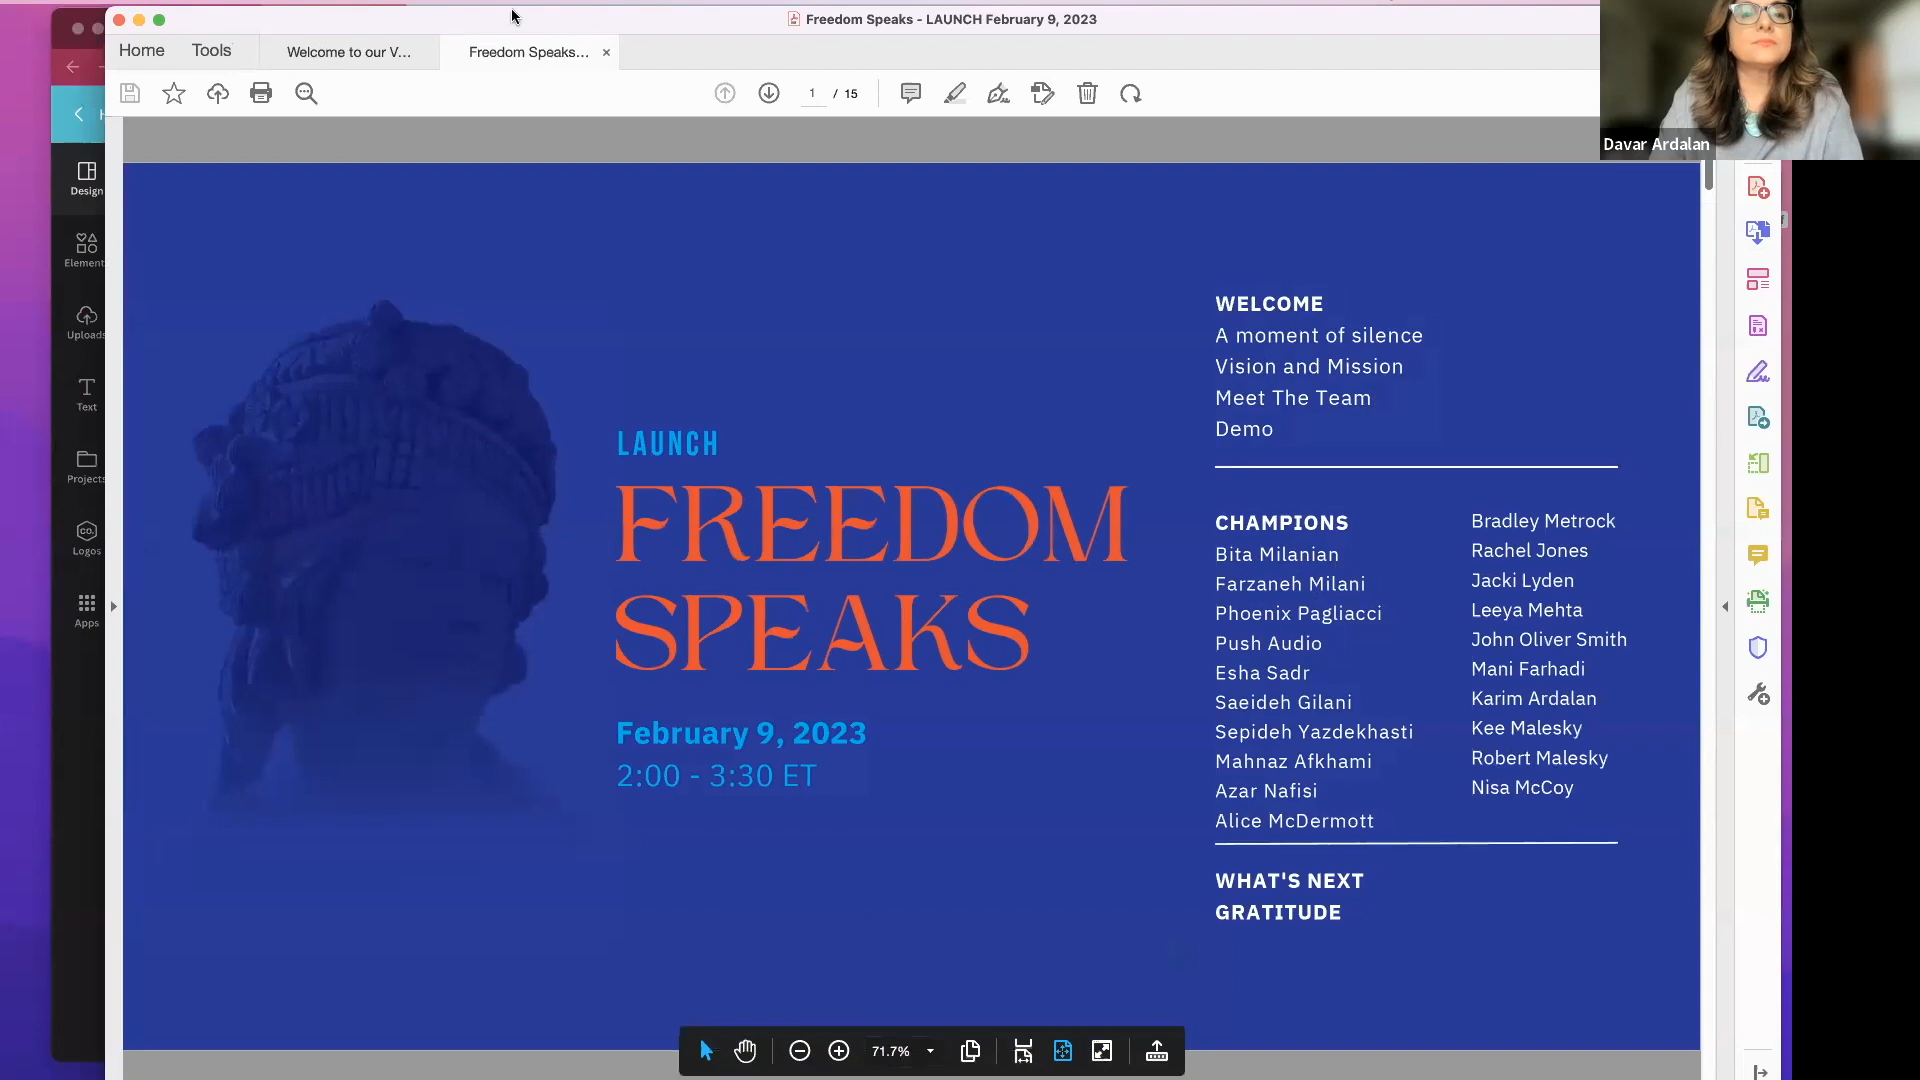 Freedom Speaks - LAUNCH February 9, 2023
Home
Tools
Welcome to our V...
Freedom Speaks...
1 / 15
Davar Ardalan
Design
Element
Uploads
Text
Projects
CO.
Logos
Apps
LAUNCH
FREEDOM
SPEAKS
February 9, 2023
2:00 - 3:30 ET
WELCOME
A moment of silence
Vision and Mission
Meet The Team
Demo
CHAMPIONS
Bita Milanian
Farzaneh Milani
Phoenix Pagliacci
Push Audio
Esha Sadr
Saeideh Gilani
Sepideh Yazdekhasti
Mahnaz Afkhami
Azar Nafisi
Alice McDermott
Bradley Metrock
Rachel Jones
Jacki Lyden
Leeya Mehta
John Oliver Smith
Mani Farhadi
Karim Ardalan
Kee Malesky
Robert Malesky
Nisa McCoy
WHAT'S NEXT
GRATITUDE
71.7%